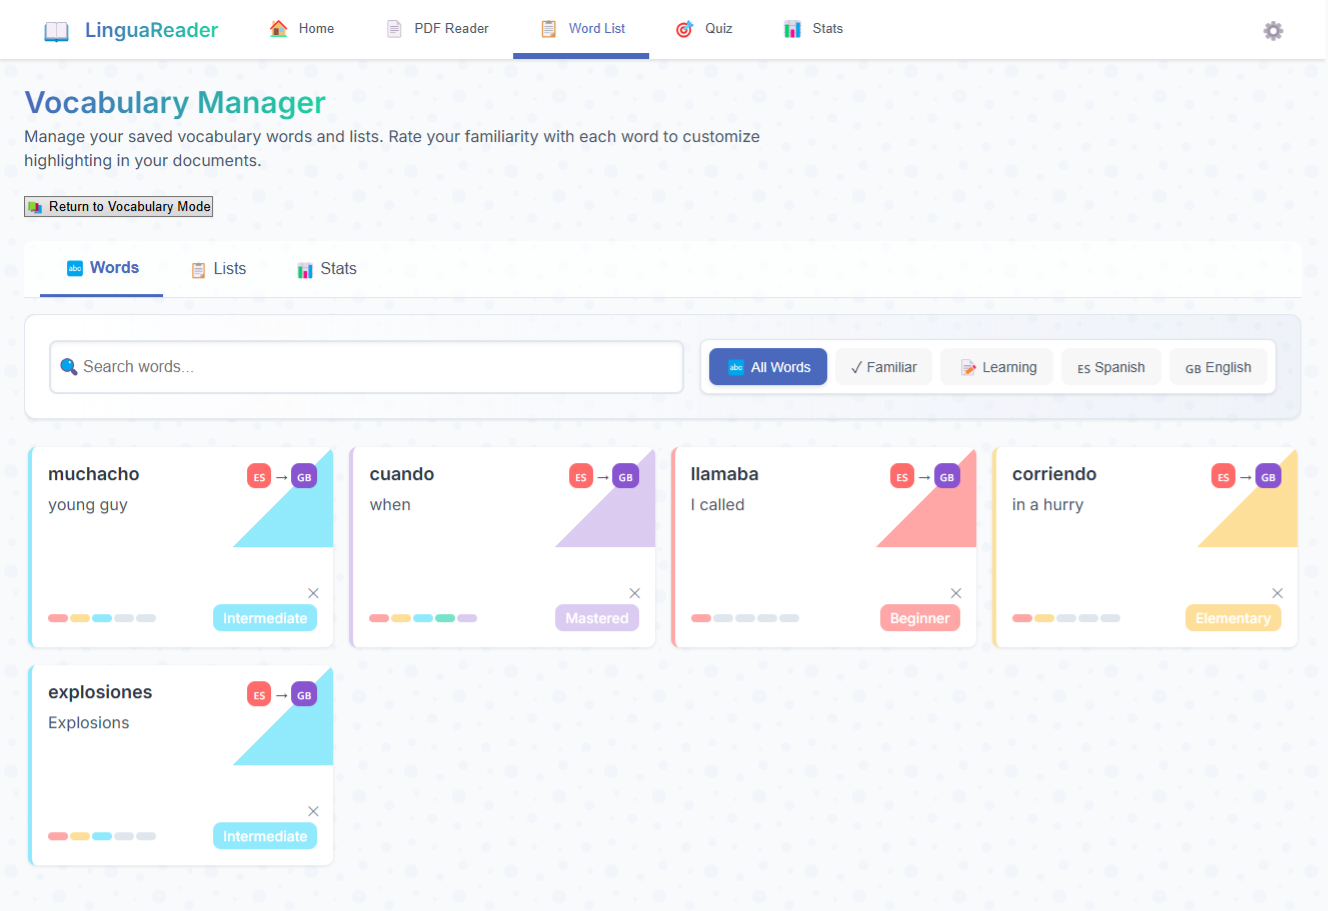 LinguaReader Home PDF Reader Word List Quiz Stats
Vocabulary Manager
Manage your saved vocabulary words and lists. Rate your familiarity with each word to customize
highlighting in your documents.
Return to Vocabulary Mode
abc Words Lists Stats
Search words...
abc All Words ✓ Familiar Learning ES Spanish GB English
muchacho ES → GB
young guy
×
Intermediate
cuando ES → GB
when
×
Mastered
llamaba ES → GB
I called
×
Beginner
corriendo ES → GB
in a hurry
×
Elementary
explosiones ES → GB
Explosions
×
Intermediate